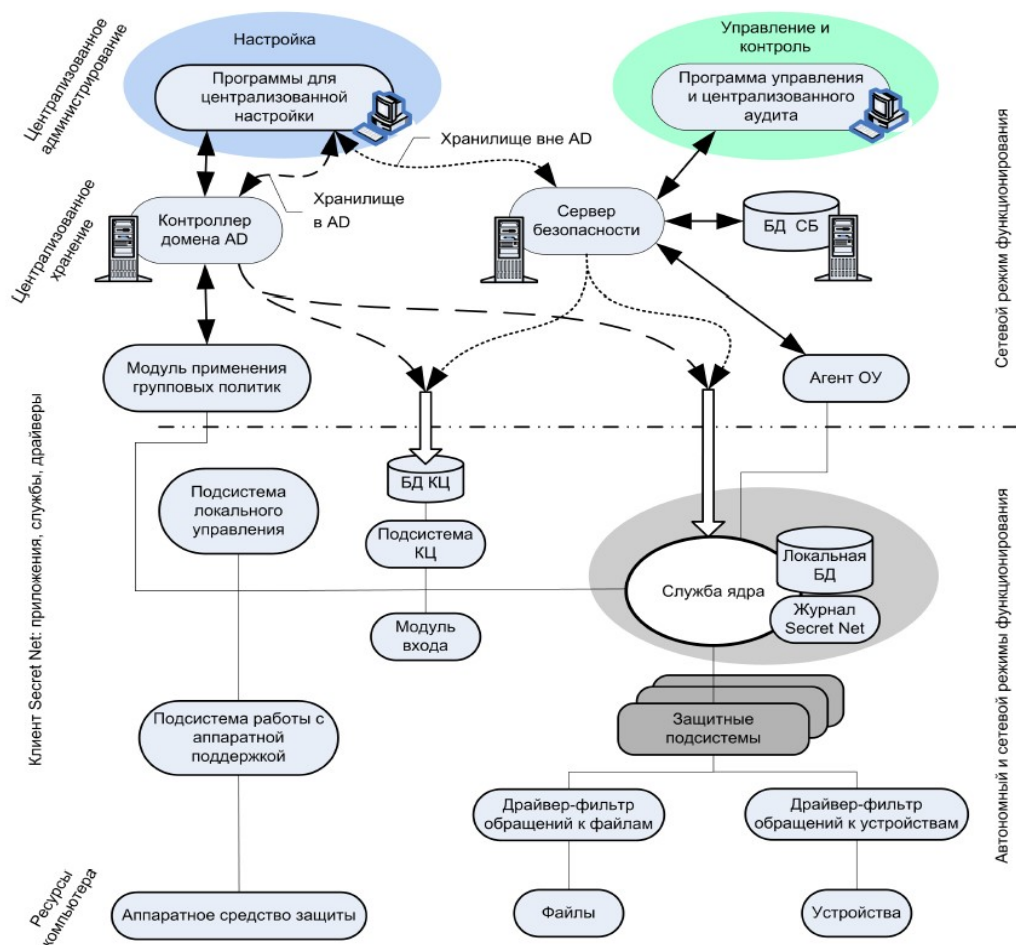 Централизованное
администрирование
Настройка
Программы для
централизованной
настройки
Управление и
контроль
Программа управления
и централизованного
аудита
Хранилище вне AD
Хранилище
в AD
Централизованное
хранение
Контроллер
домена AD
Сервер
безопасности
БД СБ
Сетевой режим функционирования
Модуль применения
групповых политик
Агент ОУ
Клиент Secret Net: приложения, службы, драйверы
Подсистема
локального
управления
БД КЦ
Подсистема
КЦ
Модуль
входа
Служба ядра
Локальная
БД
Журнал
Secret Net
Автономный и сетевой режимы функционирования
Подсистема работы с
аппаратной
поддержкой
Защитные
подсистемы
Драйвер-фильтр
обращений к файлам
Драйвер-фильтр
обращений к устройствам
Ресурсы
компьютера
Аппаратное средство защиты
Файлы
Устройства